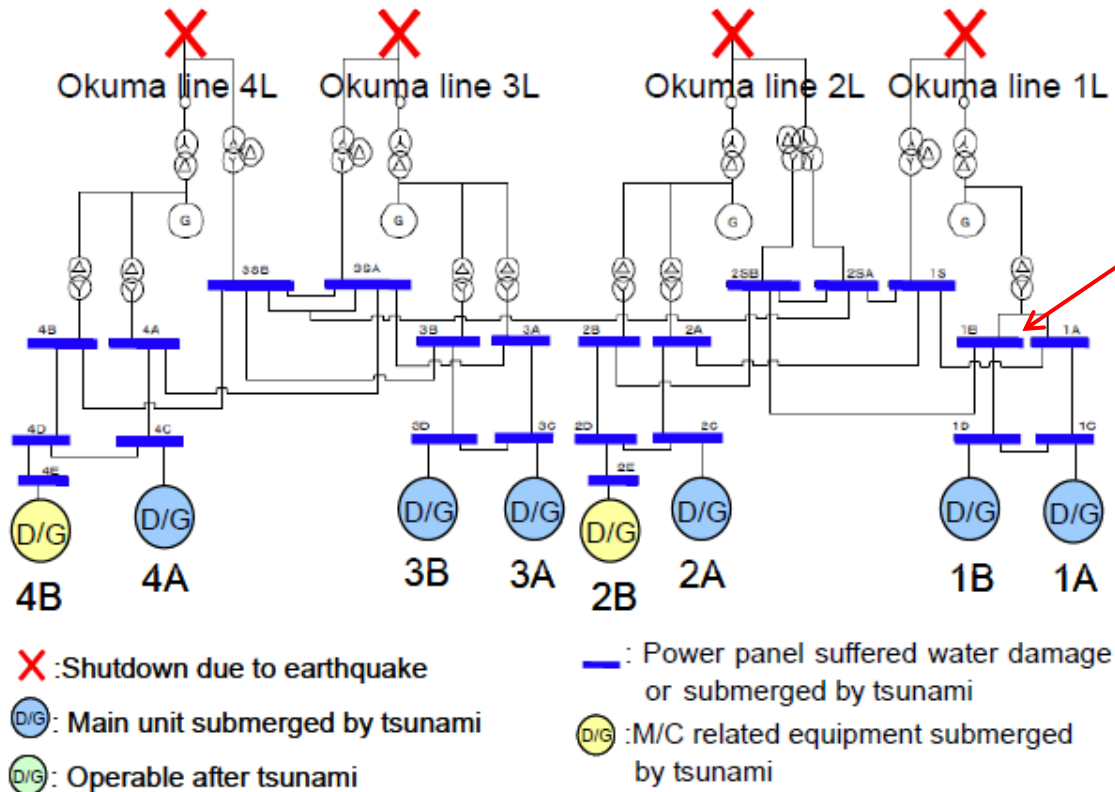 Okuma line 4L
Okuma line 3L
Okuma line 2L
Okuma line 1L
G
G
G
G
3SB
3SA
2SB
2SA
1S
4B
4A
3B
3A
2B
2A
1B
1A
4D
4C
3D
3C
2D
2C
1D
1C
4E
2E
D/G
D/G
D/G
D/G
D/G
D/G
D/G
D/G
4B
4A
3B
3A
2B
2A
1B
1A
:Shutdown due to earthquake
: Power panel suffered water damage
or submerged by tsunami
D/G : Main unit submerged by tsunami
D/G :M/C related equipment submerged
by tsunami
D/G : Operable after tsunami